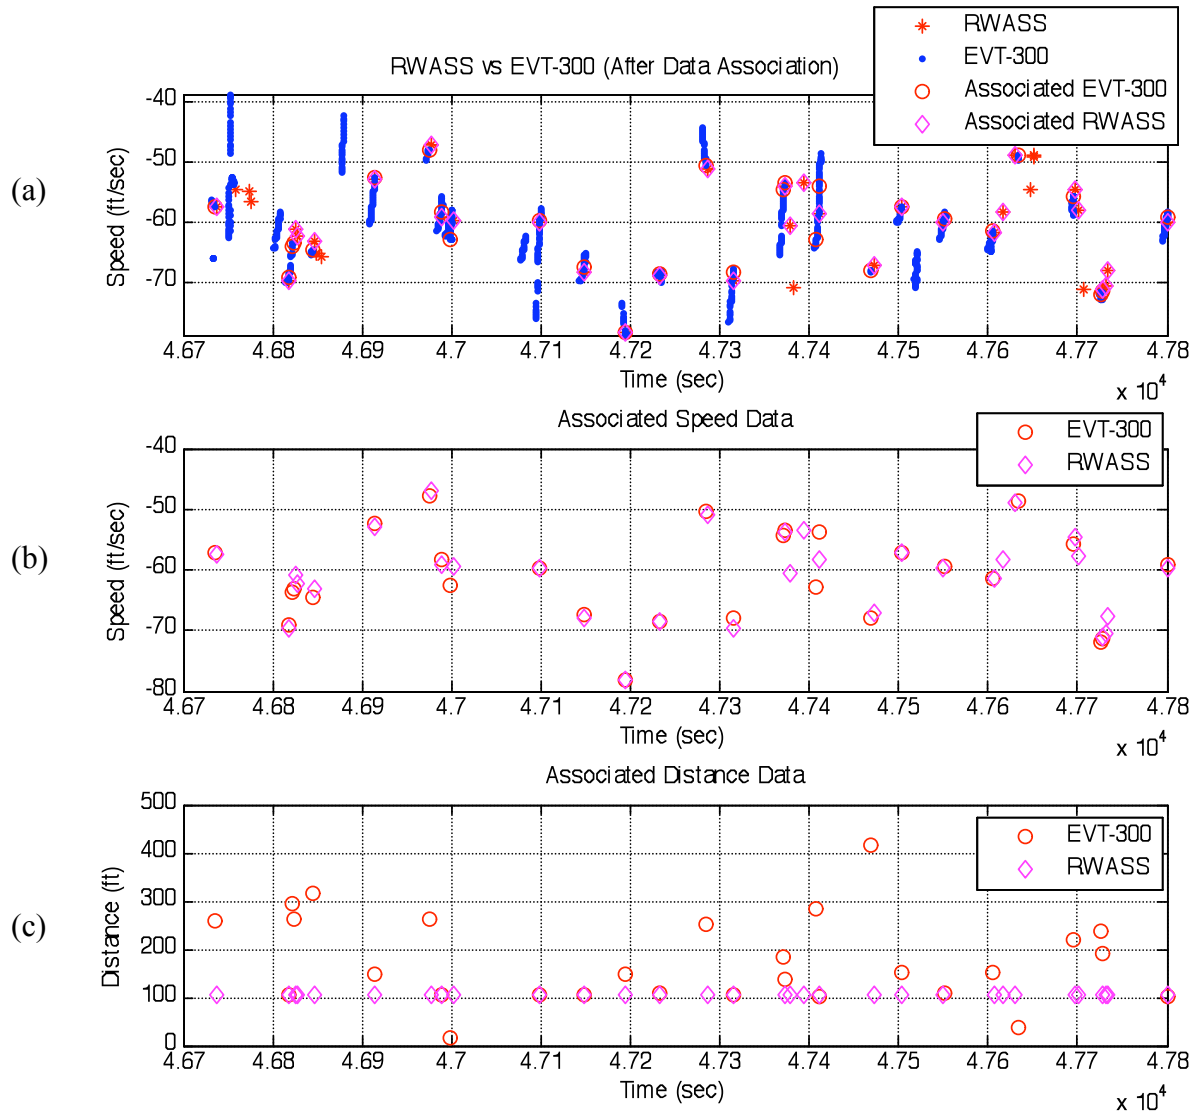 (a)
RWASS vs EVT-300 (After Data Association)
RWASS
EVT-300
Associated EVT-300
Associated RWASS
Speed (ft/sec)
-40
-50
-60
-70
4.67 4.68 4.69 4.7 4.71 4.72 4.73 4.74 4.75 4.76 4.77 4.78
Time (sec)
x 10⁴
(b)
Associated Speed Data
EVT-300
RWASS
Speed (ft/sec)
-40
-50
-60
-70
-80
4.67 4.68 4.69 4.7 4.71 4.72 4.73 4.74 4.75 4.76 4.77 4.78
Time (sec)
x 10⁴
(c)
Associated Distance Data
EVT-300
RWASS
Distance (ft)
500
400
300
200
100
0
4.67 4.68 4.69 4.7 4.71 4.72 4.73 4.74 4.75 4.76 4.77 4.78
Time (sec)
x 10⁴